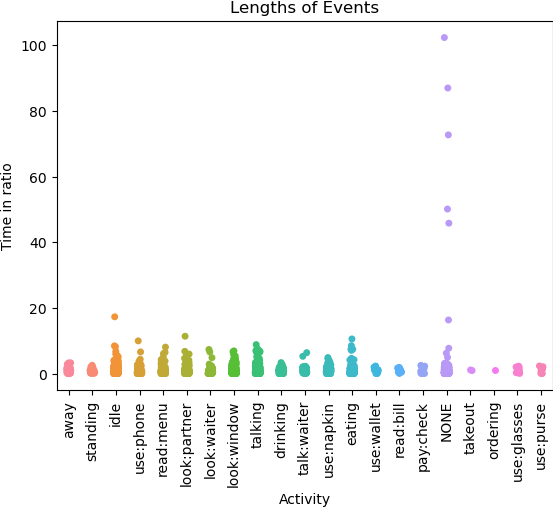 Lengths of Events
100
80
60
40
20
0
Time in ratio
away
standing
idle
use:phone
read:menu
look:partner
look:waiter
look:window
talking
drinking
talk:waiter
use:napkin
eating
use:wallet
read:bill
pay:check
NONE
takeout
ordering
use:glasses
use:purse
Activity